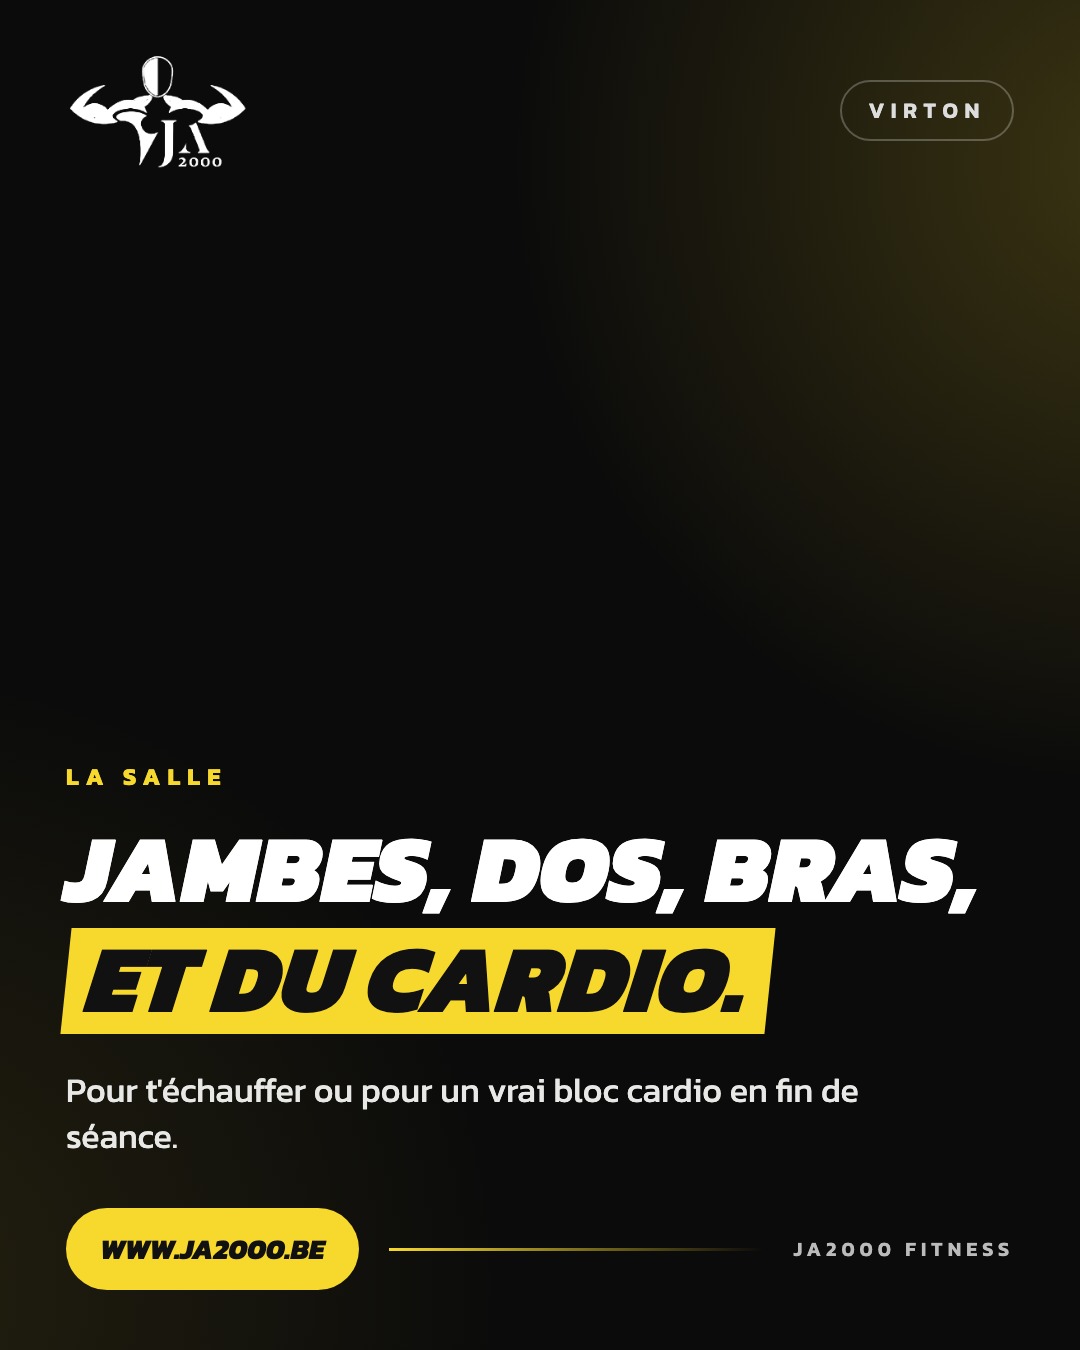 JA
2000
VIRTON
LA SALLE
JAMBES, DOS, BRAS,
ET DU CARDIO.
Pour t'échauffer ou pour un vrai bloc cardio en fin de
séance.
WWW.JA2000.BE
JA2000 FITNESS